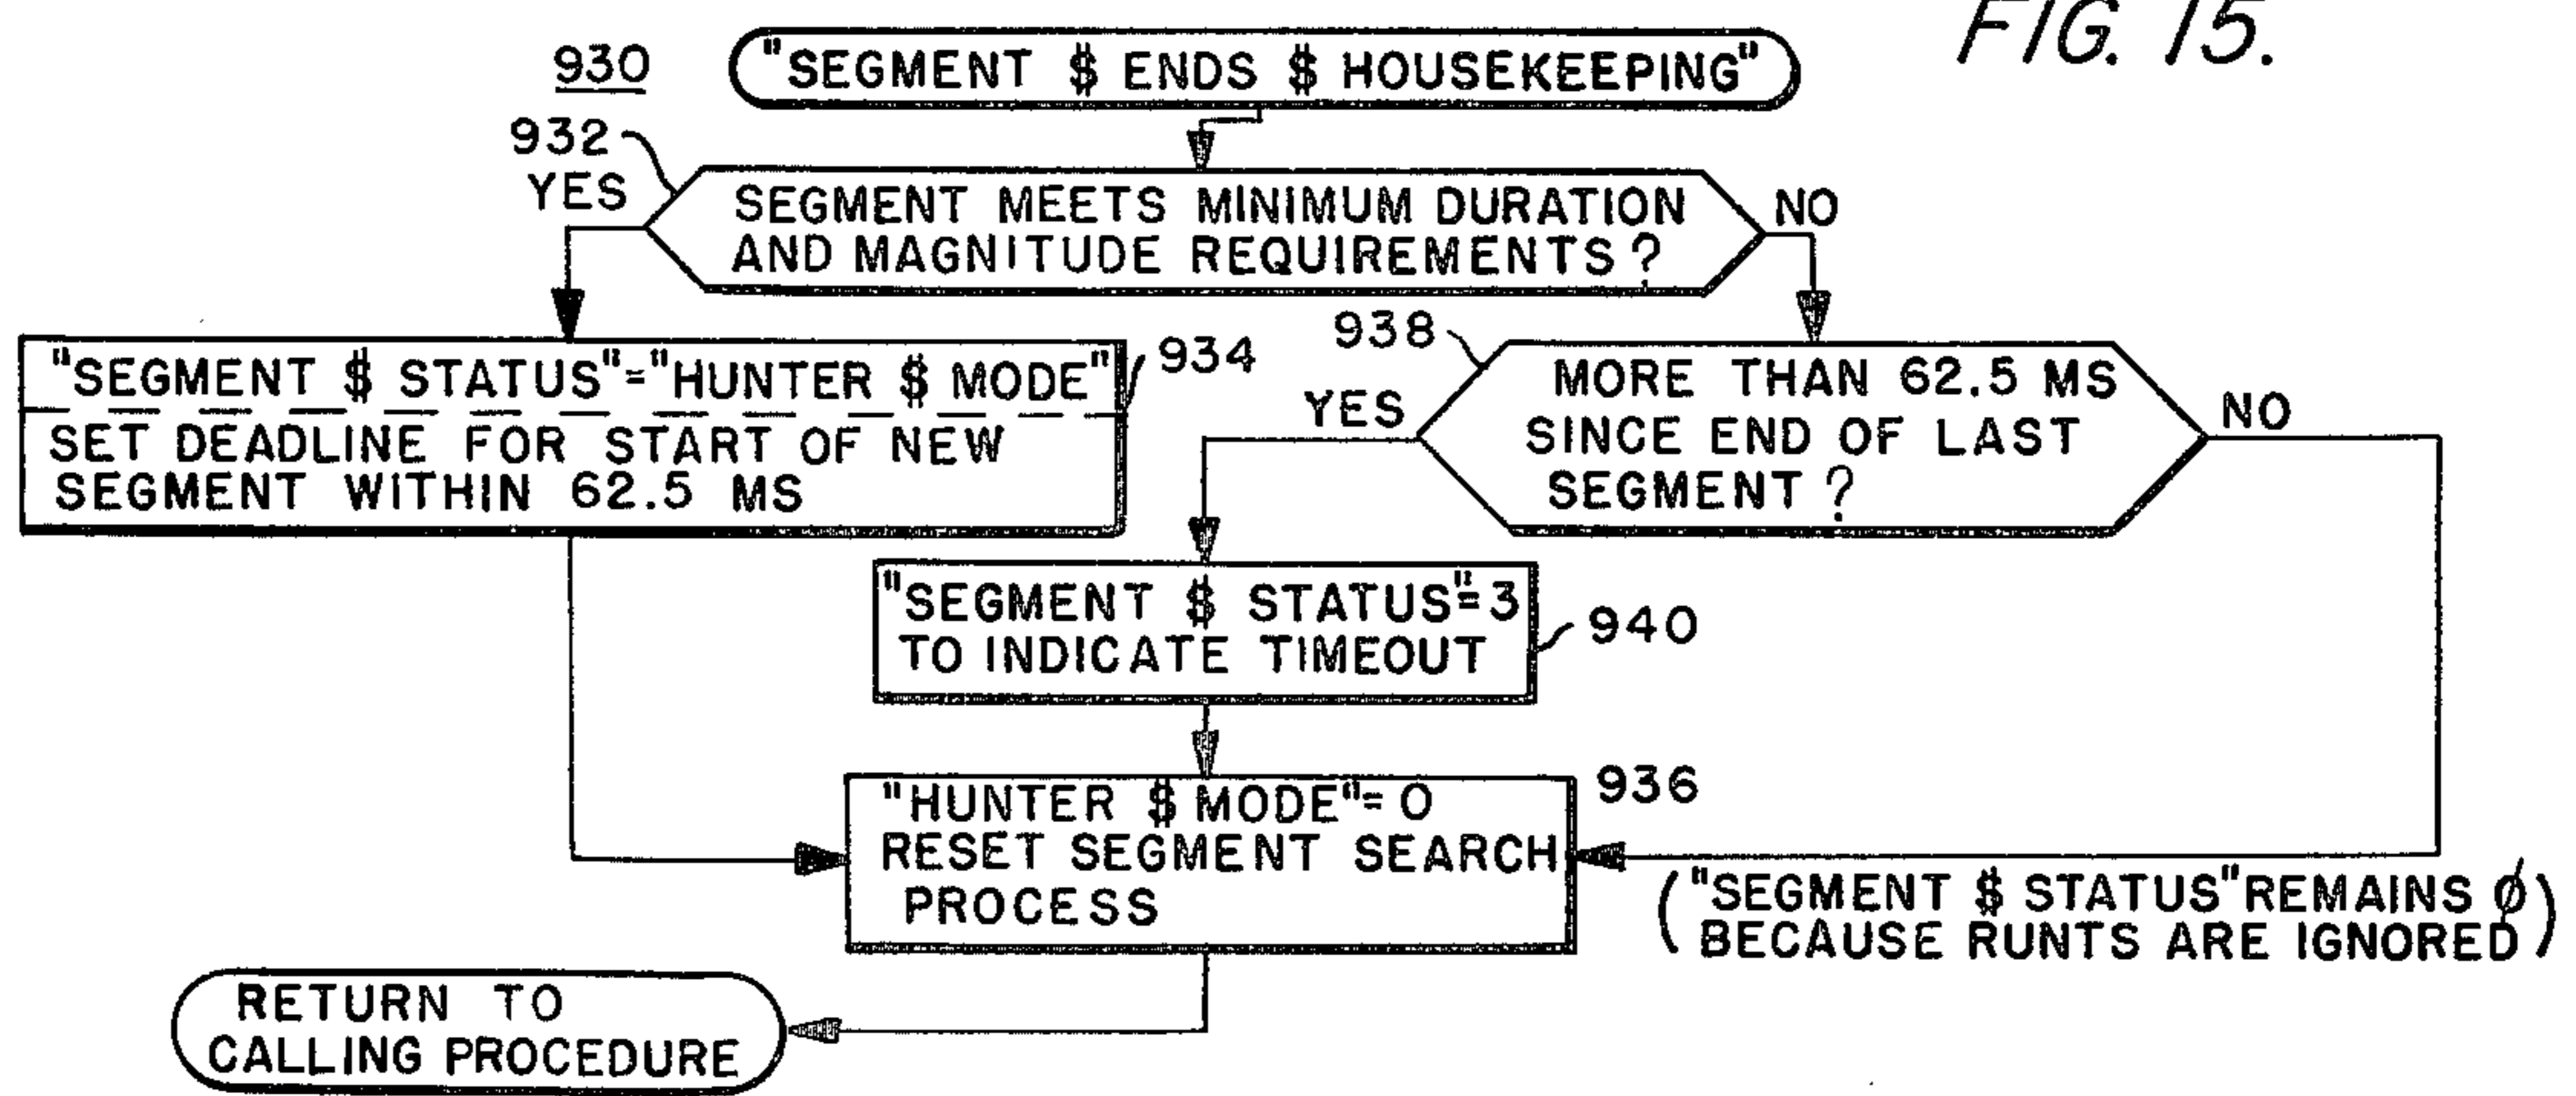 FIG. 15.
930
"SEGMENT $ ENDS $ HOUSEKEEPING"
932
YES
SEGMENT MEETS MINIMUM DURATION
AND MAGNITUDE REQUIREMENTS?
NO
"SEGMENT $ STATUS"="HUNTER $ MODE"
SET DEADLINE FOR START OF NEW
SEGMENT WITHIN 62.5 MS
934
938
YES
MORE THAN 62.5 MS
SINCE END OF LAST
SEGMENT?
NO
"SEGMENT $ STATUS"=3
TO INDICATE TIMEOUT
940
"HUNTER $ MODE"= 0
RESET SEGMENT SEARCH
PROCESS
936
("SEGMENT $ STATUS" REMAINS Ø
BECAUSE RUNTS ARE IGNORED)
RETURN TO
CALLING PROCEDURE